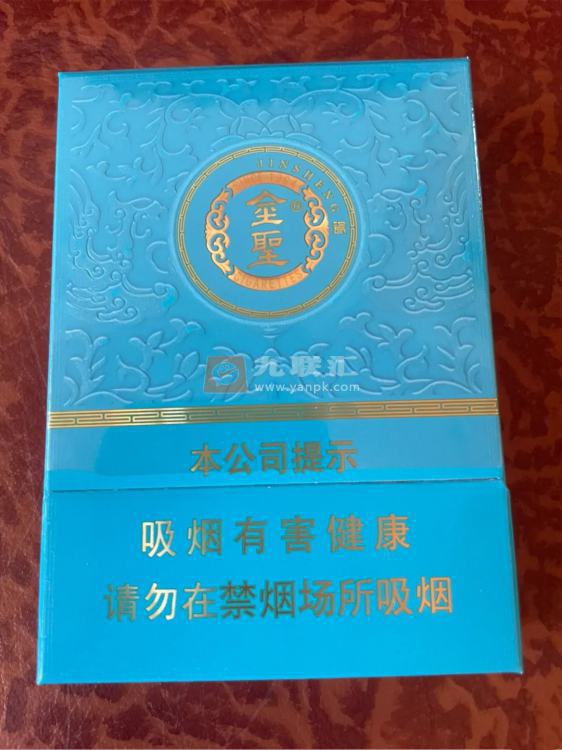 JINSHENG
金聖
CIGARETTES
九联汇
www.yanpk.com
本公司提示
吸烟有害健康
请勿在禁烟场所吸烟